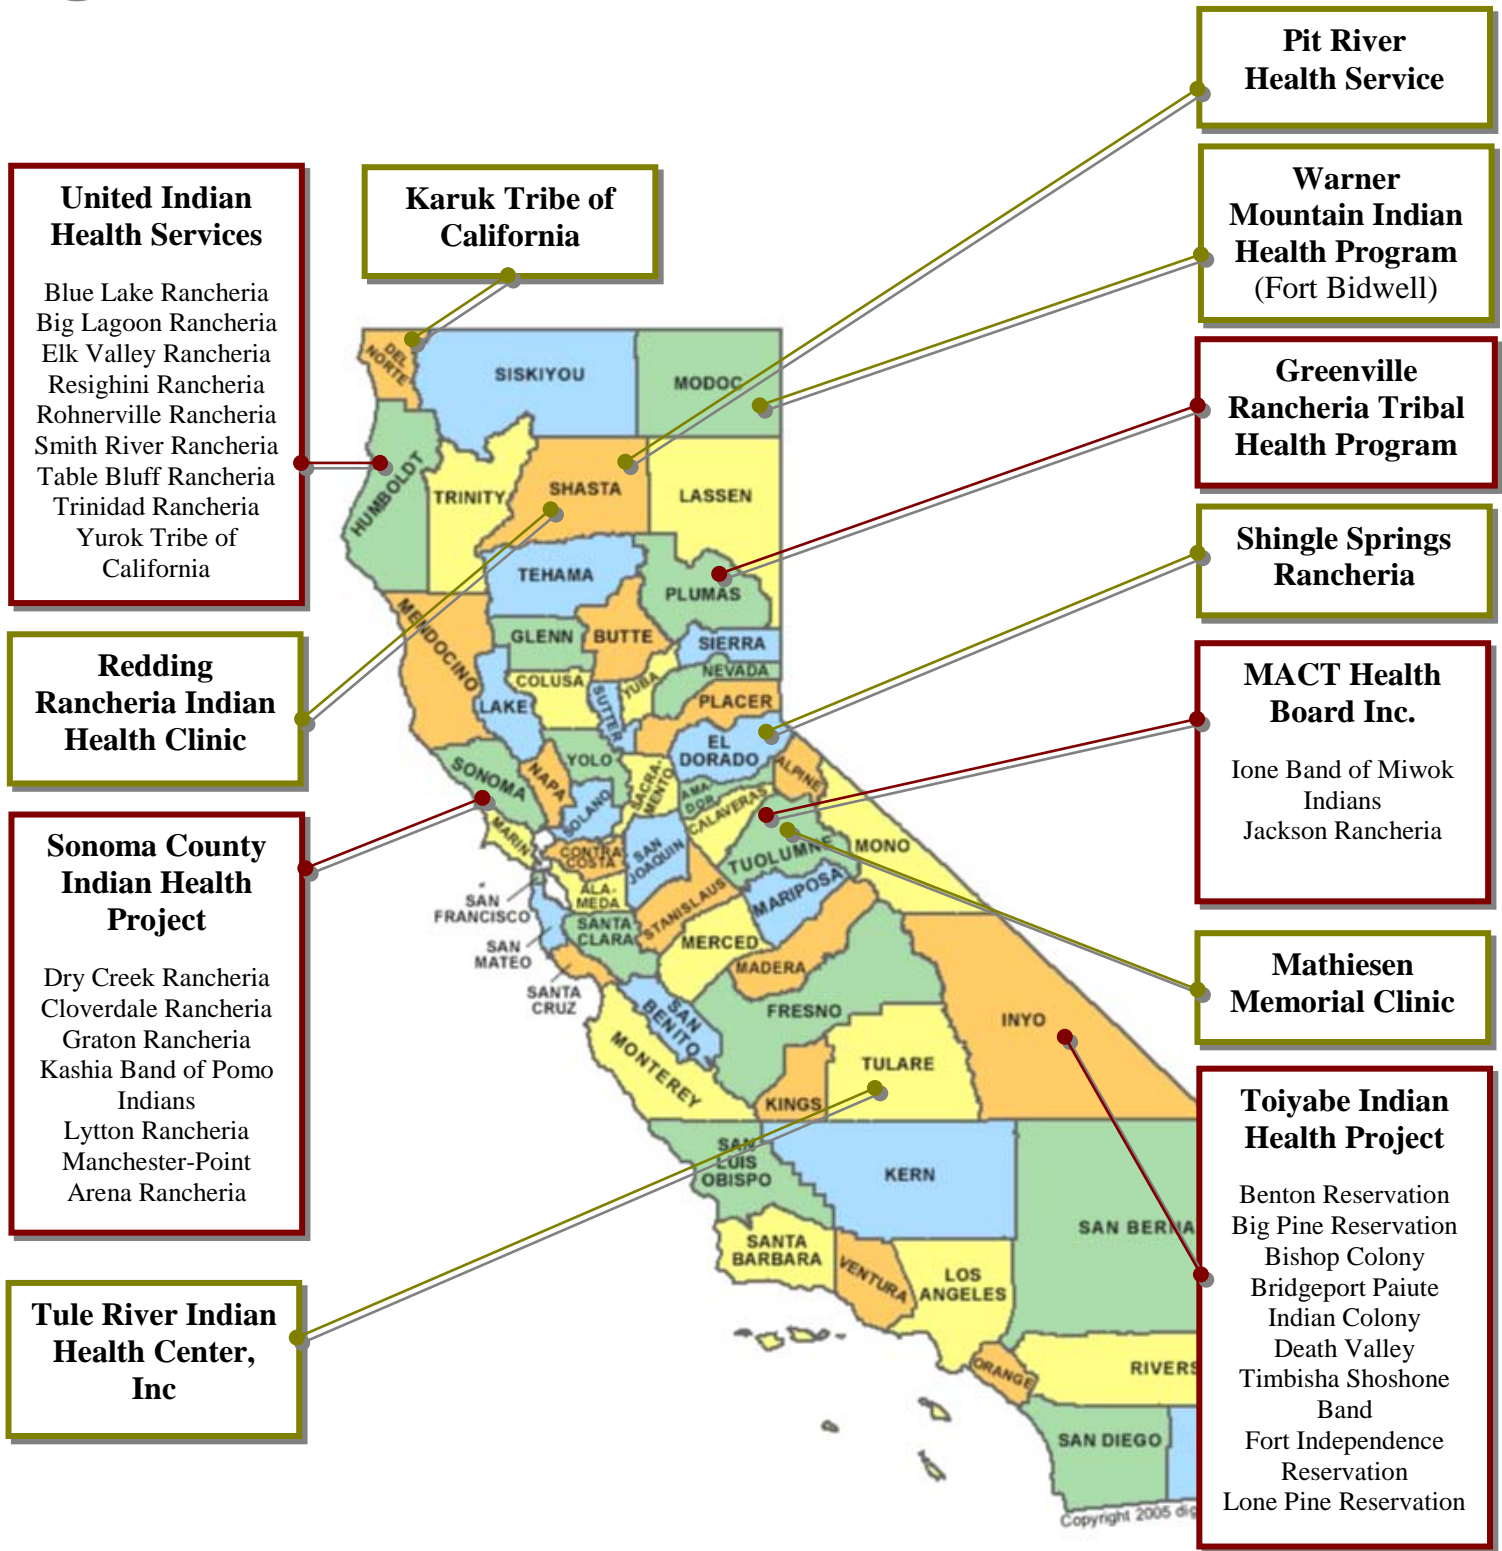 Pit River
Health Service
Warner
Mountain Indian
Health Program
(Fort Bidwell)
United Indian
Health Services
Blue Lake Rancheria
Big Lagoon Rancheria
Elk Valley Rancheria
Resighini Rancheria
Rohnerville Rancheria
Smith River Rancheria
Table Bluff Rancheria
Trinidad Rancheria
Yurok Tribe of
California
Karuk Tribe of
California
Greenville
Rancheria Tribal
Health Program
Shingle Springs
Rancheria
Redding
Rancheria Indian
Health Clinic
MACT Health
Board Inc.
Ione Band of Miwok
Indians
Jackson Rancheria
Sonoma County
Indian Health
Project
Dry Creek Rancheria
Cloverdale Rancheria
Graton Rancheria
Kashia Band of Pomo
Indians
Lytton Rancheria
Manchester-Point
Arena Rancheria
Mathiesen
Memorial Clinic
Toiyabe Indian
Health Project
Benton Reservation
Big Pine Reservation
Bishop Colony
Bridgeport Paiute
Indian Colony
Death Valley
Timbisha Shoshone
Band
Fort Independence
Reservation
Lone Pine Reservation
Tule River Indian
Health Center,
Inc
DEL
NORTE
SISKIYOU
MODOC
HUMBOLDT
TRINITY
SHASTA
LASSEN
TEHAMA
PLUMAS
MENDOCINO
GLENN
BUTTE
SIERRA
NEVADA
COLUSA
YUBA
PLACER
LAKE
SUTTER
EL
DORADO
YOLO
SONOMA
NAPA
SACRA-
MENTO
ALPINE
AMA-
DOR
SOLANO
CALAVERAS
MARIN
CONTRA
COSTA
SAN
JOAQUIN
TUOLUMNE
MONO
SAN
FRANCISCO
ALA-
MEDA
STANISLAUS
MARIPOSA
SANTA
CLARA
MERCED
SAN
MATEO
MADERA
SANTA
CRUZ
SAN
BENITO
FRESNO
INYO
MONTEREY
TULARE
KINGS
SAN
LUIS
OBISPO
KERN
SAN BERNA
SANTA
BARBARA
VENTURA
LOS
ANGELES
ORANGE
RIVERS
SAN DIEGO
Copyright 2005 dig